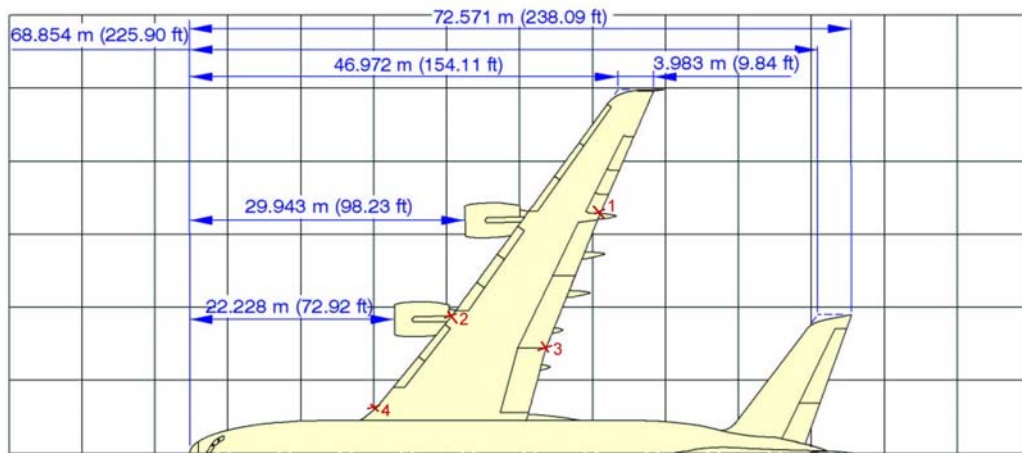 72.571 m (238.09 ft)
68.854 m (225.90 ft)
46.972 m (154.11 ft)
3.983 m (9.84 ft)
1
29.943 m (98.23 ft)
22.228 m (72.92 ft)
2
3
4